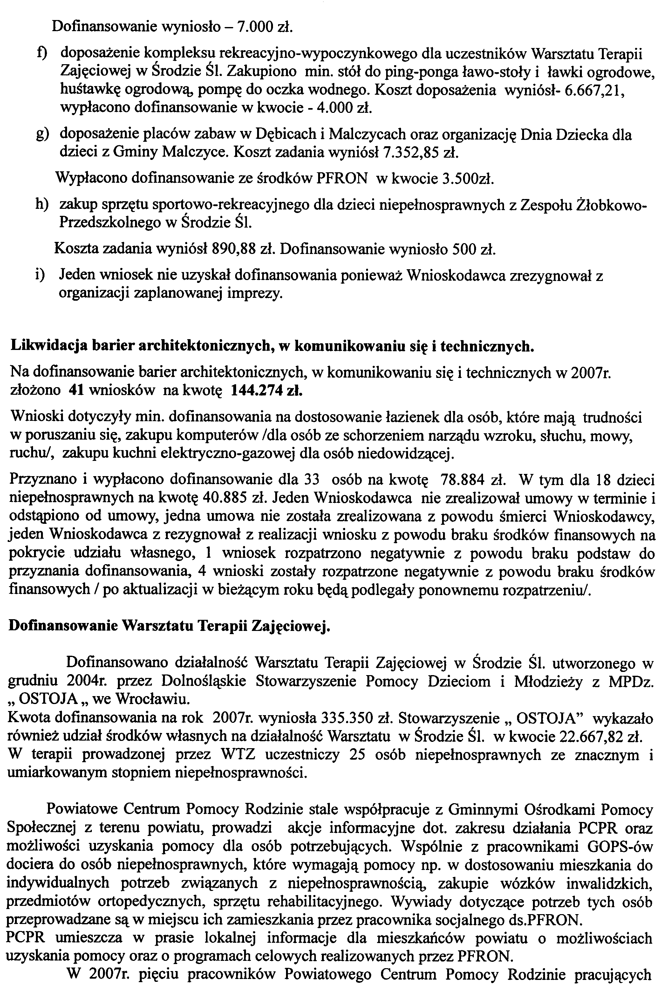 Dofinansowanie wyniosło – 7.000 zł.
f) doposażenie kompleksu rekreacyjno-wypoczynkowego dla uczestników Warsztatu Terapii
Zajęciowej w Środzie Śl. Zakupiono min. stół do ping-ponga ławo-stoły i ławki ogrodowe,
huśtawkę ogrodową, pompę do oczka wodnego. Koszt doposażenia wyniósł- 6.667,21,
wypłacono dofinansowanie w kwocie - 4.000 zł.
g) doposażenie placów zabaw w Dębicach i Malczycach oraz organizację Dnia Dziecka dla
dzieci z Gminy Malczyce. Koszt zadania wyniósł 7.352,85 zł.
Wypłacono dofinansowanie ze środków PFRON w kwocie 3.500zł.
h) zakup sprzętu sportowo-rekreacyjnego dla dzieci niepełnosprawnych z Zespołu Żłobkowo-
Przedszkolnego w Środzie Śl.
Koszta zadania wyniósł 890,88 zł. Dofinansowanie wyniosło 500 zł.
i) Jeden wniosek nie uzyskał dofinansowania ponieważ Wnioskodawca zrezygnował z
organizacji zaplanowanej imprezy.
Likwidacja barier architektonicznych, w komunikowaniu się i technicznych.
Na dofinansowanie barier architektonicznych, w komunikowaniu się i technicznych w 2007r.
złożono 41 wniosków na kwotę 144.274 zł.
Wnioski dotyczyły min. dofinansowania na dostosowanie łazienek dla osób, które mają trudności
w poruszaniu się, zakupu komputerów /dla osób ze schorzeniem narządu wzroku, słuchu, mowy,
ruchu/, zakupu kuchni elektryczno-gazowej dla osób niedowidzącej.
Przyznano i wypłacono dofinansowanie dla 33 osób na kwotę 78.884 zł. W tym dla 18 dzieci
niepełnosprawnych na kwotę 40.885 zł. Jeden Wnioskodawca nie zrealizował umowy w terminie i
odstąpiono od umowy, jedna umowa nie została zrealizowana z powodu śmierci Wnioskodawcy,
jeden Wnioskodawca z rezygnował z realizacji wniosku z powodu braku środków finansowych na
pokrycie udziału własnego, 1 wniosek rozpatrzono negatywnie z powodu braku podstaw do
przyznania dofinansowania, 4 wnioski zostały rozpatrzone negatywnie z powodu braku środków
finansowych / po aktualizacji w bieżącym roku będą podlegały ponownemu rozpatrzeniu/.
Dofinansowanie Warsztatu Terapii Zajęciowej.
Dofinansowano działalność Warsztatu Terapii Zajęciowej w Środzie Śl. utworzonego w
grudniu 2004r. przez Dolnośląskie Stowarzyszenie Pomocy Dzieciom i Młodzieży z MPDz.
„ OSTOJA „ we Wrocławiu.
Kwota dofinansowania na rok 2007r. wyniosła 335.350 zł. Stowarzyszenie „ OSTOJA” wykazało
również udział środków własnych na działalność Warsztatu w Środzie Śl. w kwocie 22.667,82 zł.
W terapii prowadzonej przez WTZ uczestniczy 25 osób niepełnosprawnych ze znacznym i
umiarkowanym stopniem niepełnosprawności.
Powiatowe Centrum Pomocy Rodzinie stale współpracuje z Gminnymi Ośrodkami Pomocy
Społecznej z terenu powiatu, prowadzi akcje informacyjne dot. zakresu działania PCPR oraz
możliwości uzyskania pomocy dla osób potrzebujących. Wspólnie z pracownikami GOPS-ów
dociera do osób niepełnosprawnych, które wymagają pomocy np. w dostosowaniu mieszkania do
indywidualnych potrzeb związanych z niepełnosprawnością, zakupie wózków inwalidzkich,
przedmiotów ortopedycznych, sprzętu rehabilitacyjnego. Wywiady dotyczące potrzeb tych osób
przeprowadzane są w miejscu ich zamieszkania przez pracownika socjalnego ds.PFRON.
PCPR umieszcza w prasie lokalnej informacje dla mieszkańców powiatu o możliwościach
uzyskania pomocy oraz o programach celowych realizowanych przez PFRON.
W 2007r. pięciu pracowników Powiatowego Centrum Pomocy Rodzinie pracujących